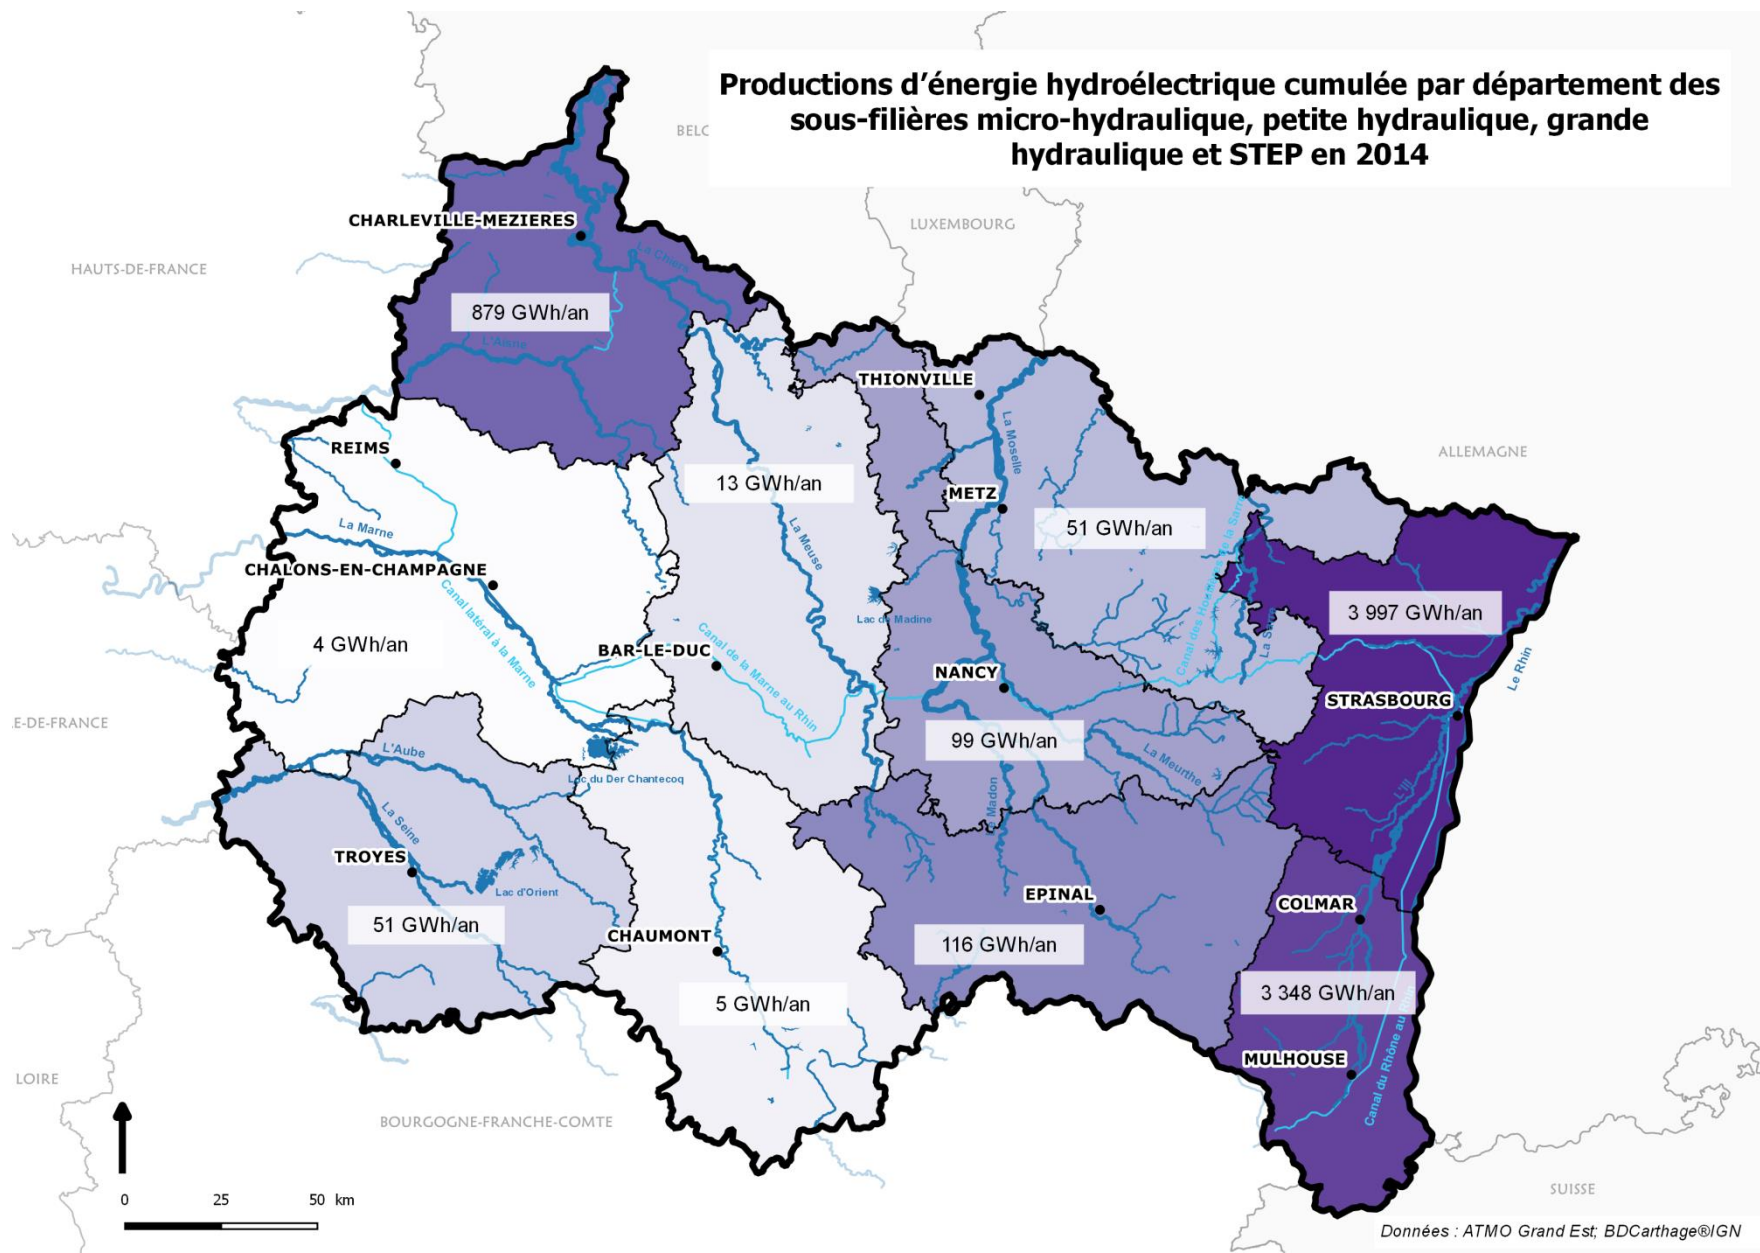 Productions d'énergie hydroélectrique cumulée par département des
sous-filières micro-hydraulique, petite hydraulique, grande
hydraulique et STEP en 2014
LUXEMBOURG
CHARLEVILLE-MEZIERES
HAUTS-DE-FRANCE
La Chiers
879 GWh/an
L'Aisne
THIONVILLE
La Moselle
REIMS
ALLEMAGNE
13 GWh/an
METZ
La Marne
La Meuse
51 GWh/an
CHALONS-EN-CHAMPAGNE
Canal latéral à la Marne
3 997 GWh/an
Lac de Madine
4 GWh/an
BAR-LE-DUC
Canal de la Marne au Rhin
Le Rhin
NANCY
STRASBOURG
99 GWh/an
L'Aube
La Meurthe
Lac du Der Chantecoq
L'Ill
La Seine
Madon
TROYES
Lac d'Orient
EPINAL
COLMAR
51 GWh/an
CHAUMONT
116 GWh/an
3 348 GWh/an
5 GWh/an
MULHOUSE
Canal du Rhône au Rhin
LOIRE
BOURGOGNE-FRANCHE-COMTE
SUISSE
0 25 50 km
Données : ATMO Grand Est; BDCarthage®IGN